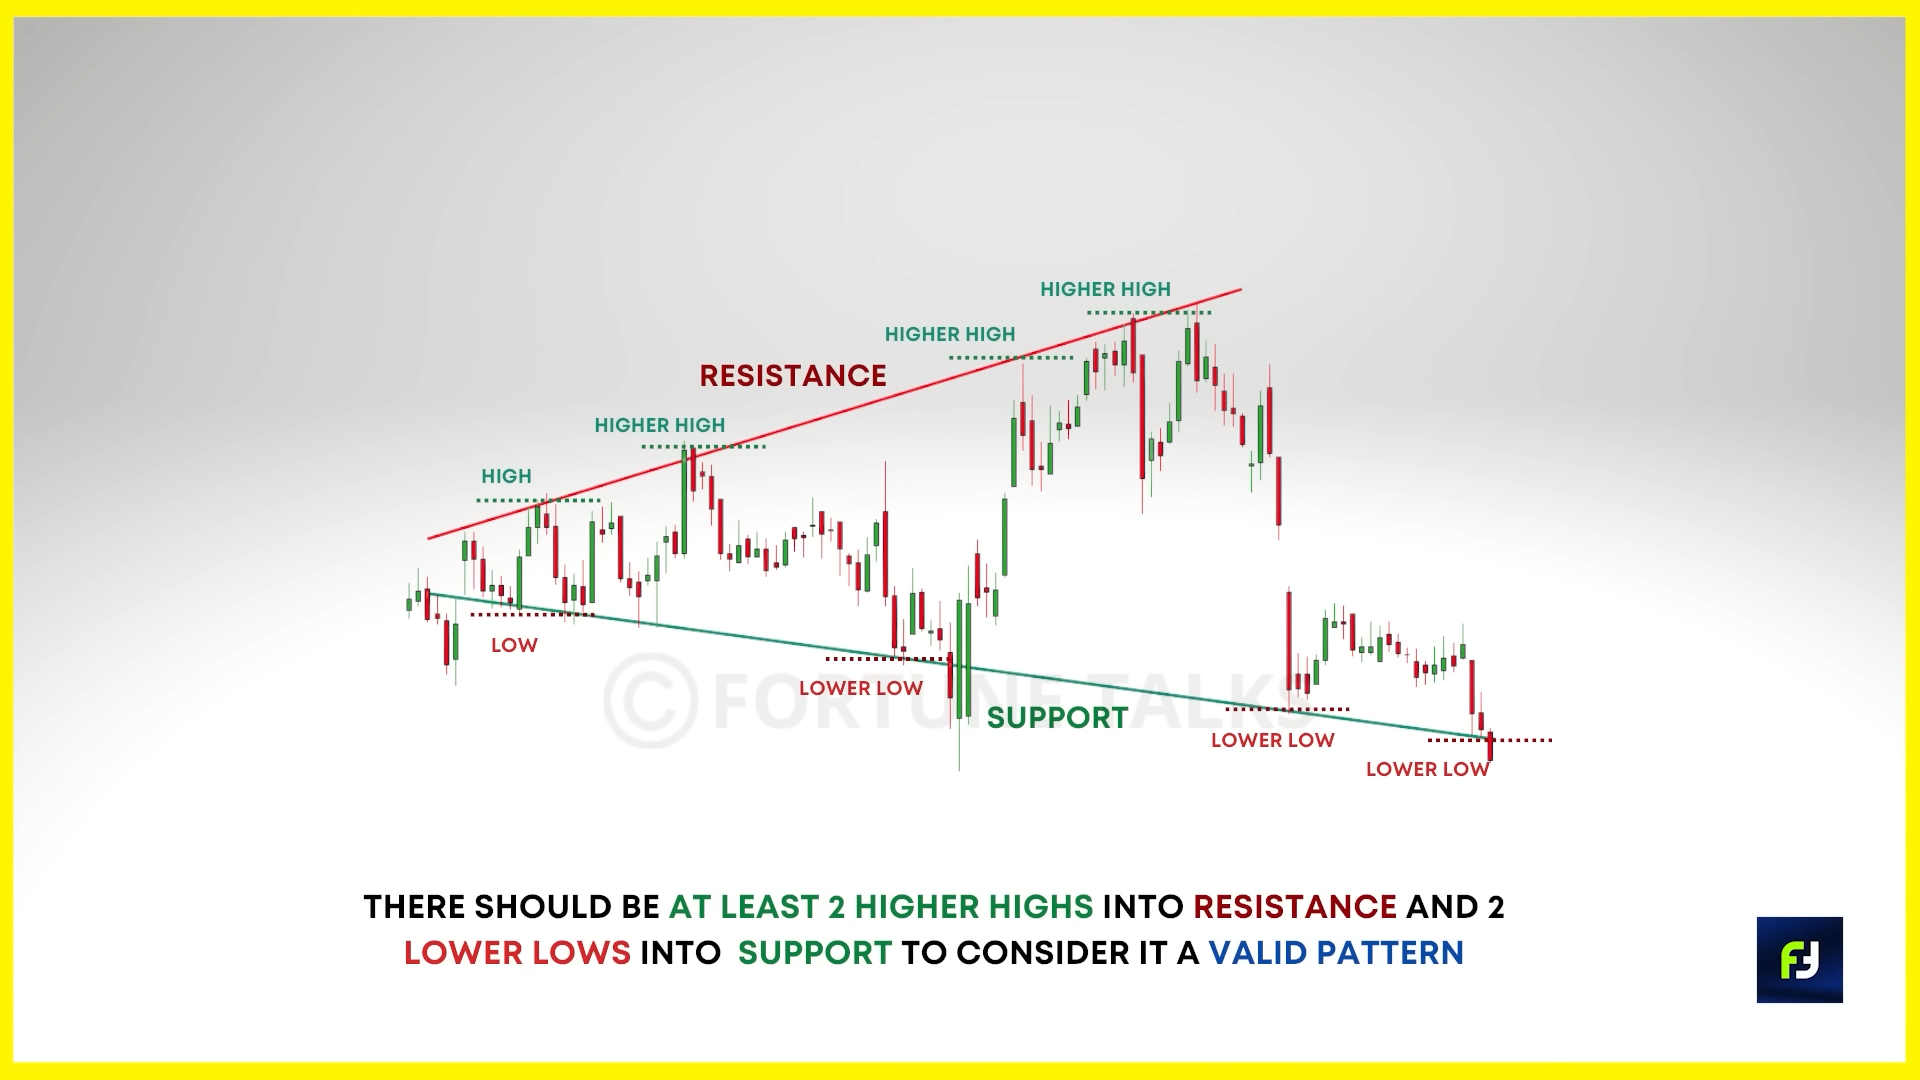 HIGHER HIGH
HIGHER HIGH
RESISTANCE
HIGHER HIGH
HIGH
LOW
LOWER LOW
© FORTUNE TALKS
SUPPORT
LOWER LOW
LOWER LOW
THERE SHOULD BE AT LEAST 2 HIGHER HIGHS INTO RESISTANCE AND 2
LOWER LOWS INTO SUPPORT TO CONSIDER IT A VALID PATTERN